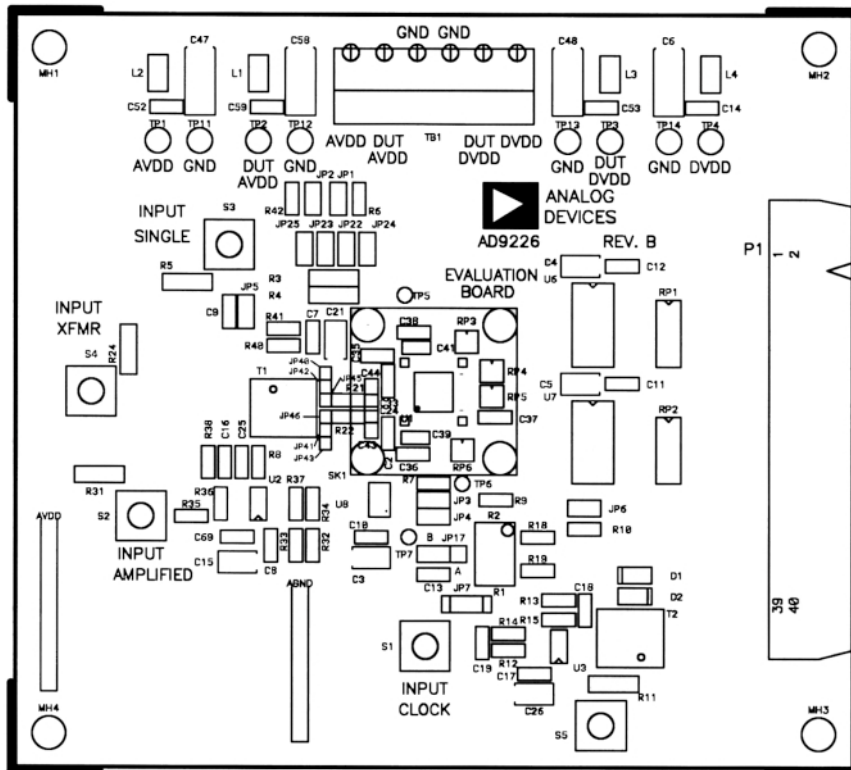 GND GND
C47
C58
C48
C6
MH1
L2
L1
L3
L4
MH2
C52
C59
C53
C14
TP1
TP11
TP2
TP12
TB1
TP13
TP3
TP14
TP4
AVDD
GND
DUT
AVDD
GND
AVDD
DUT
AVDD
DUT
DVDD
DVDD
GND
DUT
DVDD
GND
DVDD
JP2
JP1
R42
R6
INPUT
SINGLE
S3
ANALOG
DEVICES
AD9226
REV. B
P1
1
2
JP25
JP23
JP22
JP24
R5
R3
R4
EVALUATION
BOARD
C4
U6
C12
RP1
TP5
C9
JP5
INPUT
XFMR
S4
R24
R41
R40
C7
C21
C38
C41
RP3
RP4
RP5
JP40
JP42
JP45
C44
T1
R21
R22
JP46
JP41
JP43
C43
C39
C36
C37
RP6
C5
U7
C11
RP2
R38
C16
C25
R8
SK1
R31
R36
U2
R37
R34
U8
R7
JP3
JP4
TP6
R9
JP6
R10
S2
R35
INPUT
AMPLIFIED
C69
C15
C8
R33
R32
C10
C3
TP7
B
JP17
A
C13
R2
R1
R18
R19
AVDD
AGND
JP7
D1
D2
R13
R15
C18
T2
S1
R14
R12
C19
U3
C17
C26
R11
INPUT
CLOCK
S5
39
40
MH4
MH3